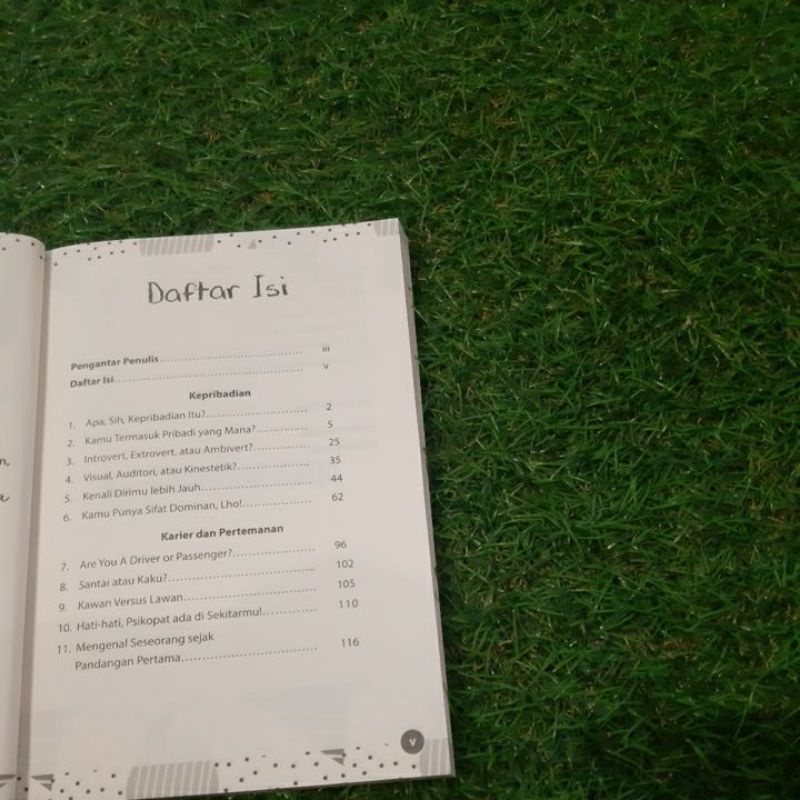 Daftar Isi
Pengantar Penulis.......................................... iii
Daftar Isi.......................................................... v
Kepribadian
1. Apa, Sih, Kepribadian Itu?............................ 2
2. Kamu Termasuk Pribadi yang Mana?.............. 5
3. Introvert, Extrovert, atau Ambivert?............... 25
4. Visual, Auditori, atau Kinestetik?.................... 35
5. Kenali Dirimu lebih Jauh............................... 44
6. Kamu Punya Sifat Dominan, Lho!................... 62
Karier dan Pertemanan
7. Are You A Driver or Passenger?..................... 96
8. Santai atau Kaku?........................................ 102
9. Kawan Versus Lawan.................................... 105
10. Hati-hati, Psikopat ada di Sekitarmu!............. 110
11. Mengenal Seseorang sejak
Pandangan Pertama................................... 116
v